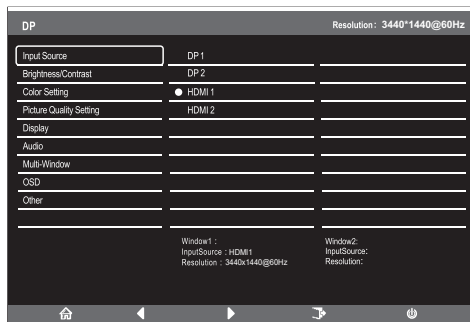 DP Resolution: 3440*1440@60Hz
Input Source DP 1
Brightness/Contrast DP 2
Color Setting HDMI 1
Picture Quality Setting HDMI 2
Display
Audio
Multi-Window
OSD
Other
Window1 : Window2:
InputSource : HDMI1 InputSource:
Resolution : 3440x1440@60Hz Resolution: